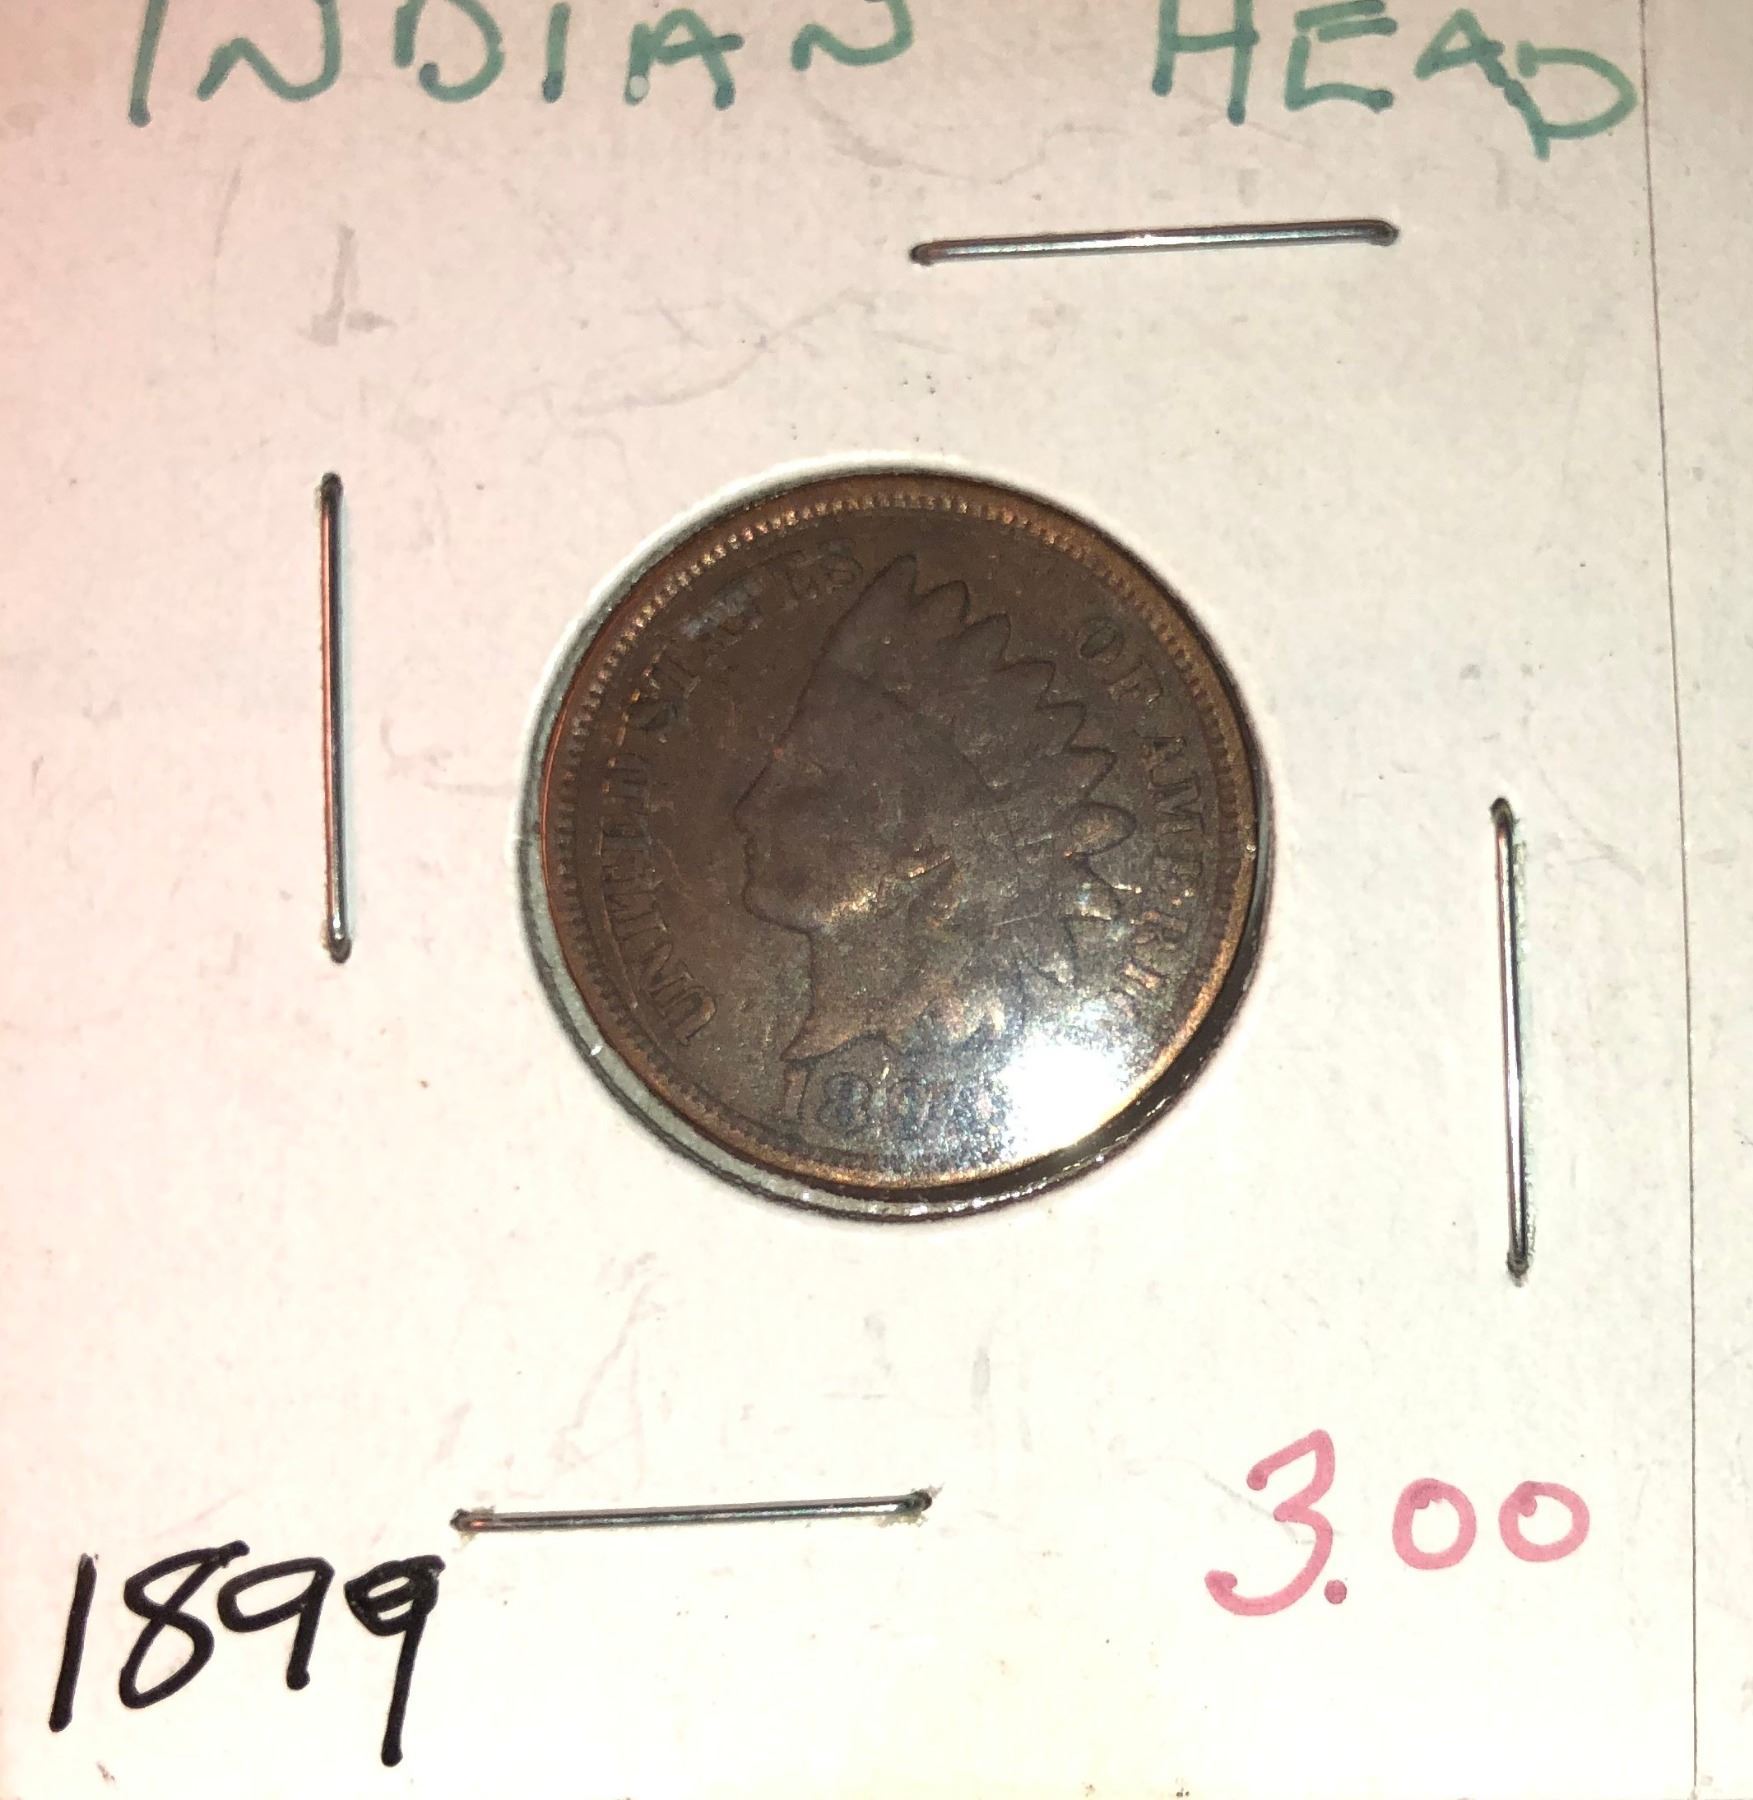 INDIAN HEAD
UNITED STATES OF AMERICA
1899
3.00